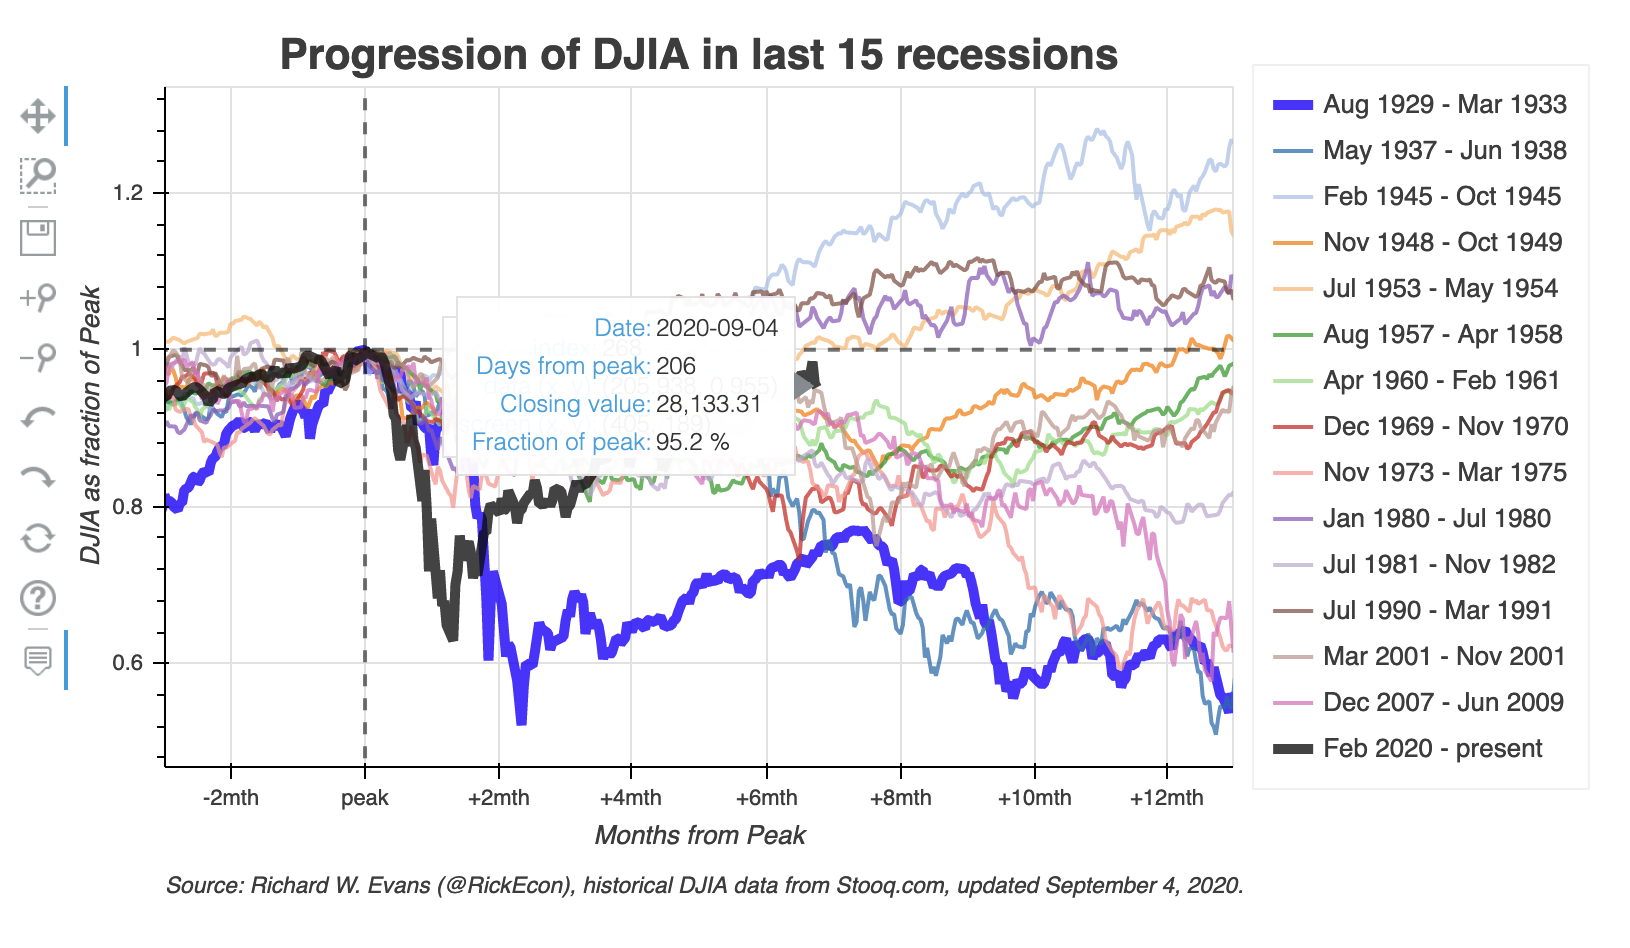 Progression of DJIA in last 15 recessions
DJIA as fraction of Peak
1.2
1
0.8
0.6
-2mth
peak
+2mth
+4mth
+6mth
+8mth
+10mth
+12mth
Months from Peak
Date: 2020-09-04
Days from peak: 206
Closing value: 28,133.31
Fraction of peak: 95.2 %
index: 268
(205.938, 0.955)
Aug 1929 - Mar 1933
May 1937 - Jun 1938
Feb 1945 - Oct 1945
Nov 1948 - Oct 1949
Jul 1953 - May 1954
Aug 1957 - Apr 1958
Apr 1960 - Feb 1961
Dec 1969 - Nov 1970
Nov 1973 - Mar 1975
Jan 1980 - Jul 1980
Jul 1981 - Nov 1982
Jul 1990 - Mar 1991
Mar 2001 - Nov 2001
Dec 2007 - Jun 2009
Feb 2020 - present
Source: Richard W. Evans (@RickEcon), historical DJIA data from Stooq.com, updated September 4, 2020.